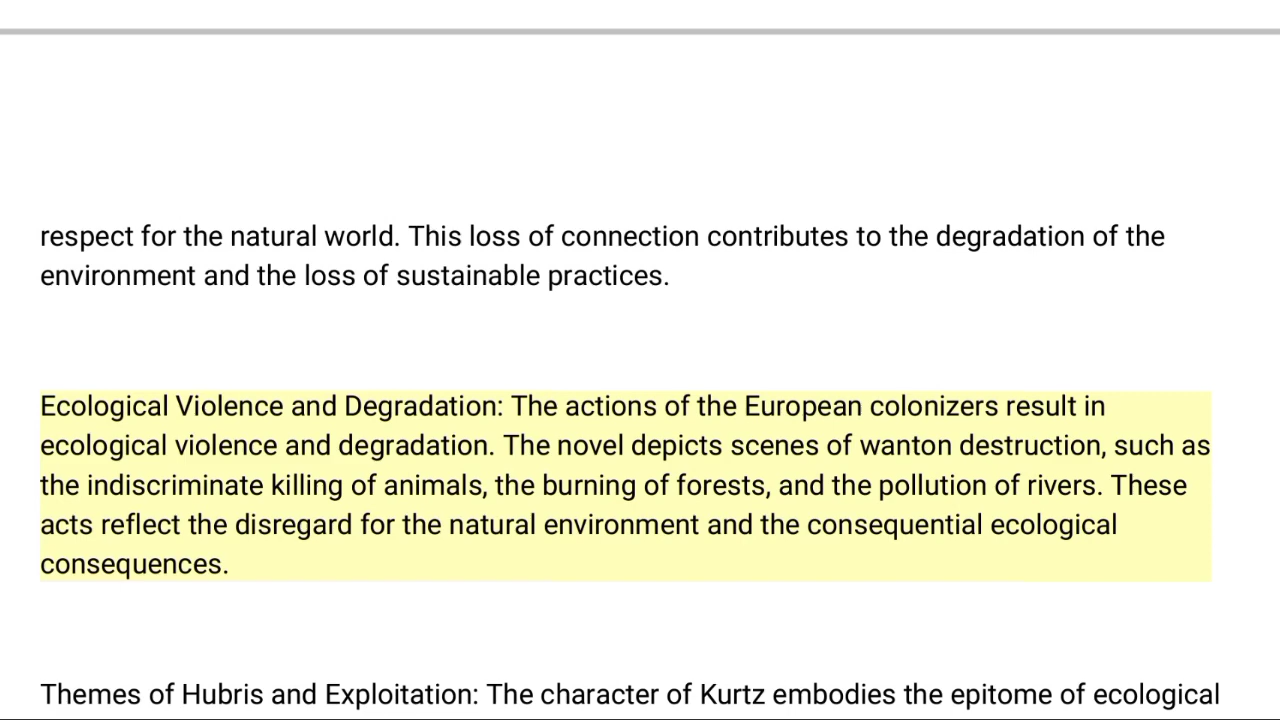 respect for the natural world. This loss of connection contributes to the degradation of the
environment and the loss of sustainable practices.
Ecological Violence and Degradation: The actions of the European colonizers result in
ecological violence and degradation. The novel depicts scenes of wanton destruction, such as
the indiscriminate killing of animals, the burning of forests, and the pollution of rivers. These
acts reflect the disregard for the natural environment and the consequential ecological
consequences.
Themes of Hubris and Exploitation: The character of Kurtz embodies the epitome of ecological